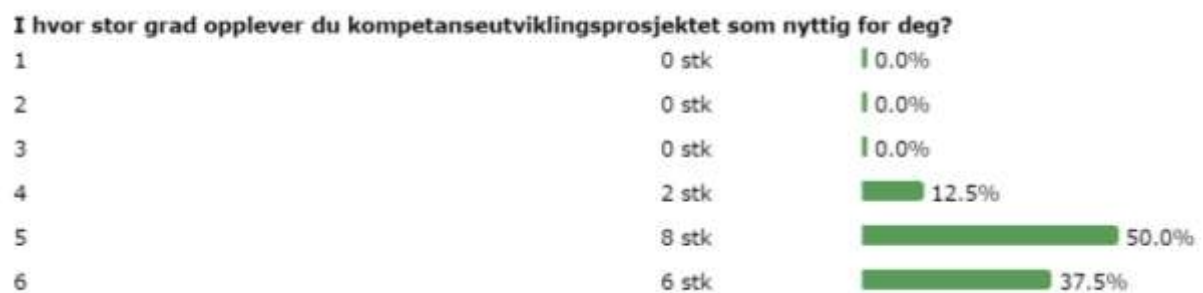 I hvor stor grad opplever du kompetanseutviklingsprosjektet som nyttig for deg?
1 0 stk 0.0%
2 0 stk 0.0%
3 0 stk 0.0%
4 2 stk 12.5%
5 8 stk 50.0%
6 6 stk 37.5%